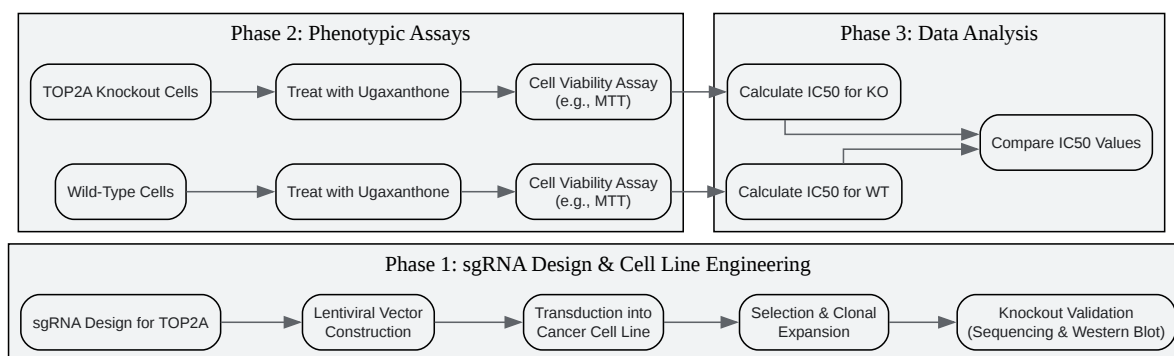 Phase 2: Phenotypic Assays
TOP2A Knockout Cells
Treat with Ugaxanthone
Cell Viability Assay
(e.g., MTT)
Wild-Type Cells
Treat with Ugaxanthone
Cell Viability Assay
(e.g., MTT)
Phase 3: Data Analysis
Calculate IC50 for KO
Compare IC50 Values
Calculate IC50 for WT
Phase 1: sgRNA Design & Cell Line Engineering
sgRNA Design for TOP2A
Lentiviral Vector
Construction
Transduction into
Cancer Cell Line
Selection & Clonal
Expansion
Knockout Validation
(Sequencing & Western Blot)